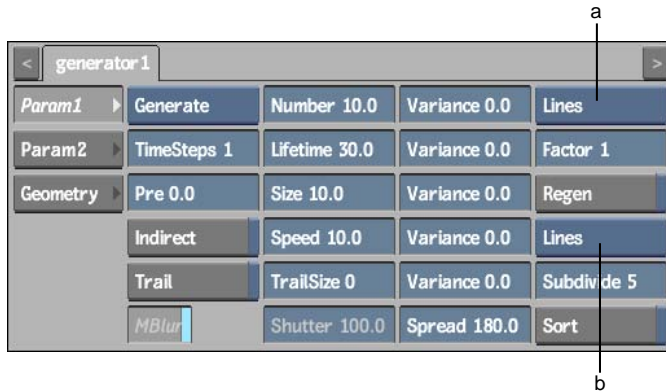 a
< generator1 >
Param1 Generate Number 10.0 Variance 0.0 Lines
Param2 TimeSteps 1 Lifetime 30.0 Variance 0.0 Factor 1
Geometry Pre 0.0 Size 10.0 Variance 0.0 Regen
Indirect Speed 10.0 Variance 0.0 Lines
Trail TrailSize 0 Variance 0.0 Subdivide 5
MBlur Shutter 100.0 Spread 180.0 Sort
b